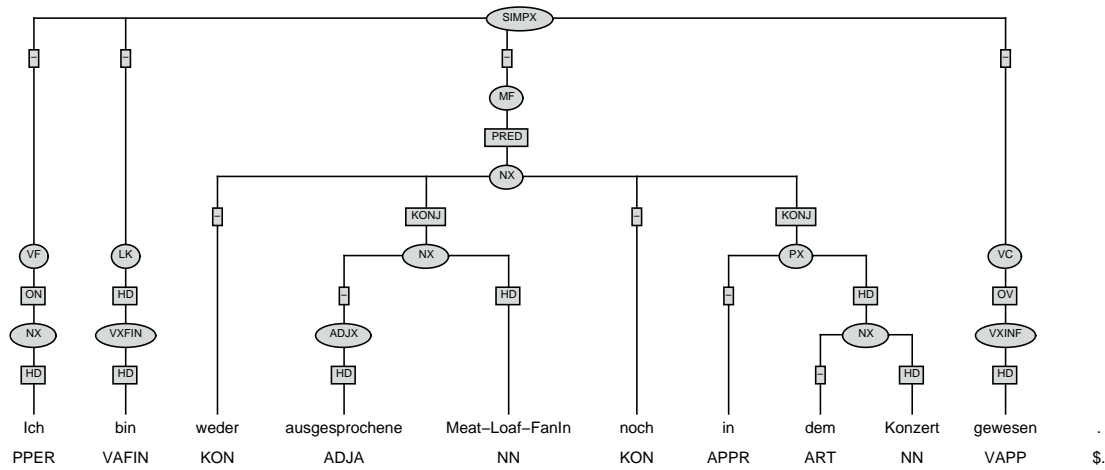 SIMPX
– – – –
MF
PRED
NX
– KONJ – KONJ
VF LK NX PX VC
ON HD – HD – HD OV
NX VXFIN ADJX NX VXINF
HD HD HD – HD HD
Ich bin weder ausgesprochene Meat–Loaf–FanIn noch in dem Konzert gewesen .
PPER VAFIN KON ADJA NN KON APPR ART NN VAPP $.